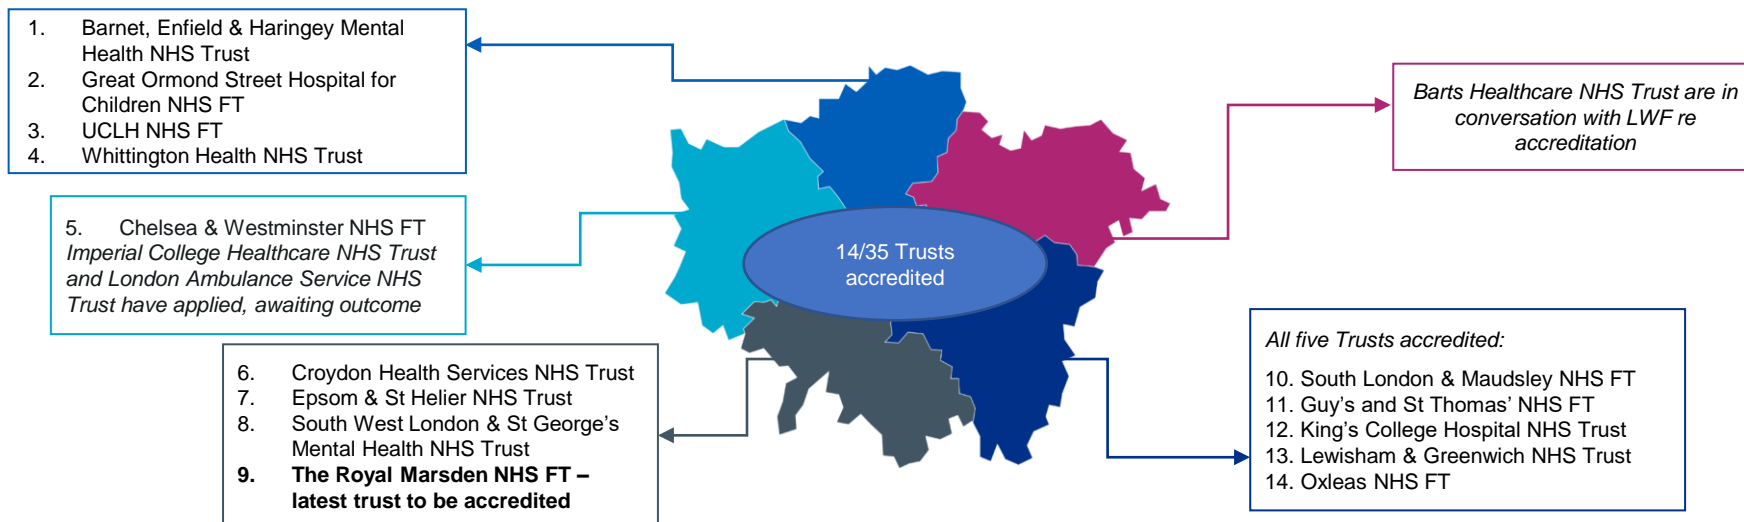 1. Barnet, Enfield & Haringey Mental
Health NHS Trust
2. Great Ormond Street Hospital for
Children NHS FT
3. UCLH NHS FT
4. Whittington Health NHS Trust
5. Chelsea & Westminster NHS FT
Imperial College Healthcare NHS Trust
and London Ambulance Service NHS
Trust have applied, awaiting outcome
6. Croydon Health Services NHS Trust
7. Epsom & St Helier NHS Trust
8. South West London & St George's
Mental Health NHS Trust
9. The Royal Marsden NHS FT –
latest trust to be accredited
14/35 Trusts
accredited
Barts Healthcare NHS Trust are in
conversation with LWF re
accreditation
All five Trusts accredited:
10. South London & Maudsley NHS FT
11. Guy's and St Thomas' NHS FT
12. King's College Hospital NHS Trust
13. Lewisham & Greenwich NHS Trust
14. Oxleas NHS FT